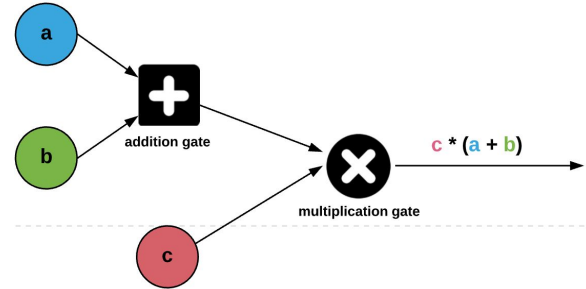 a
b
addition gate
c * (a + b)
multiplication gate
c